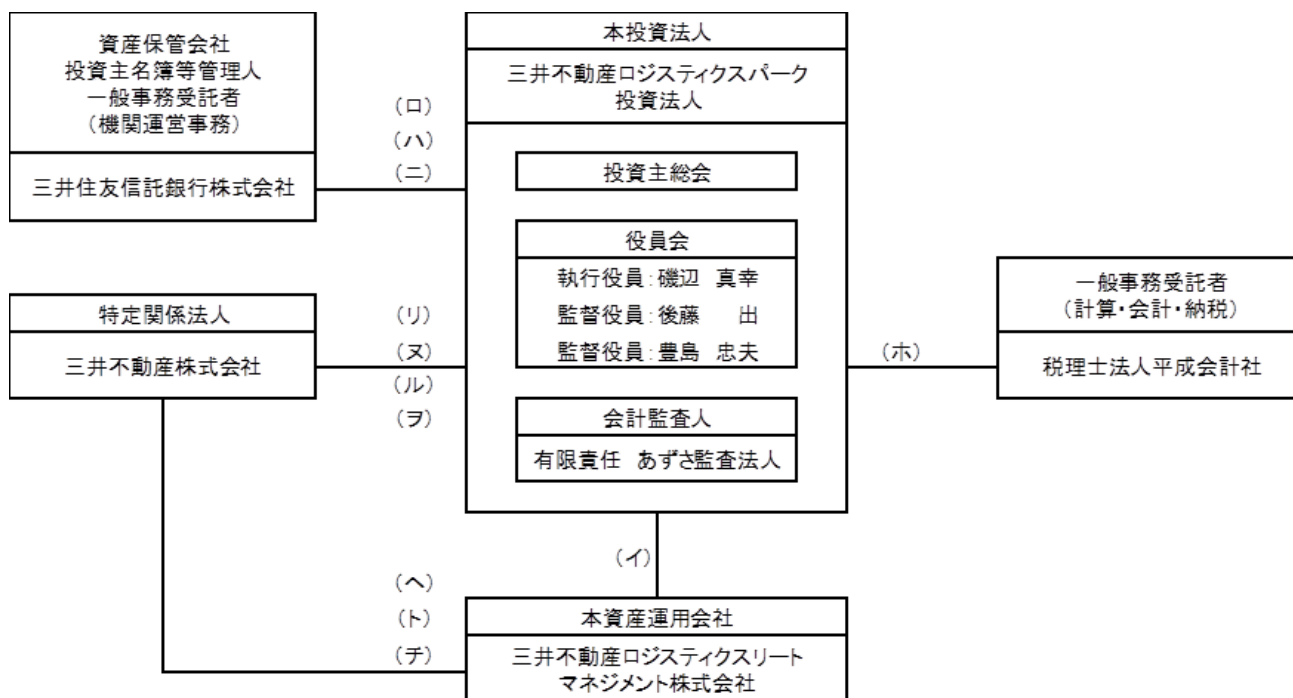 資産保管会社
投資主名簿等管理人
一般事務受託者
(機関運営事務)
三井住友信託銀行株式会社
(ロ)
(ハ)
(ニ)
本投資法人
三井不動産ロジスティクスパーク
投資法人
投資主総会
役員会
執行役員:磯辺 真幸
監督役員:後藤 出
監督役員:豊島 忠夫
会計監査人
有限責任 あずさ監査法人
特定関係法人
三井不動産株式会社
(リ)
(ヌ)
(ル)
(ヲ)
(ホ)
一般事務受託者
(計算・会計・納税)
税理士法人平成会計社
(イ)
(ヘ)
(ト)
(チ)
本資産運用会社
三井不動産ロジスティクスリート
マネジメント株式会社